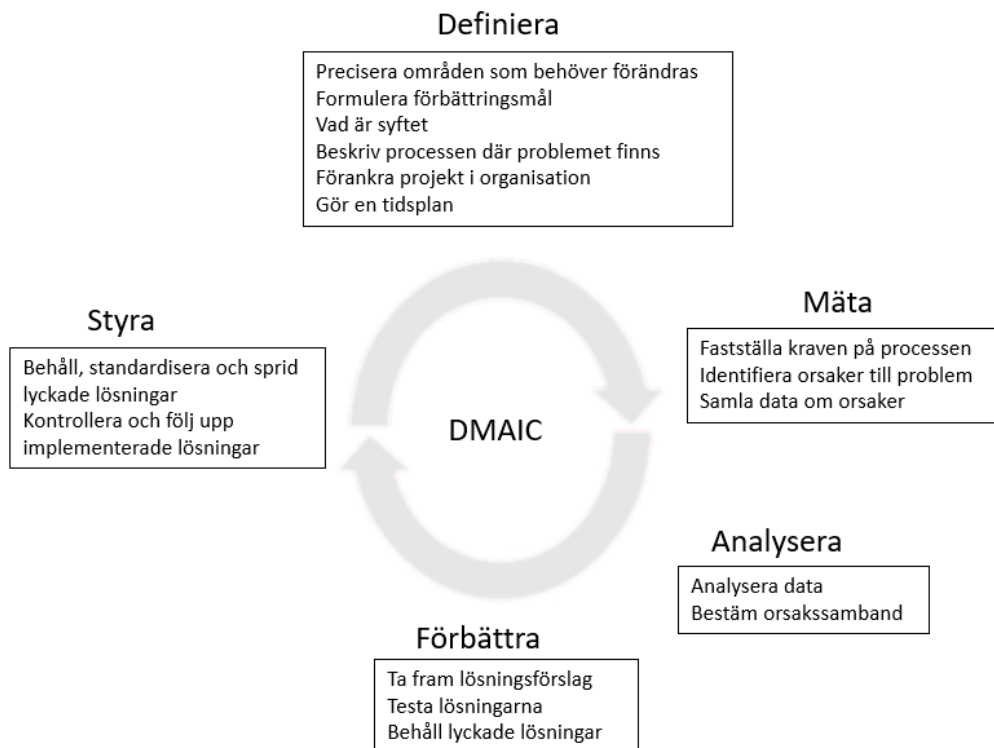 Definiera
Precisera områden som behöver förändras
Formulera förbättringsmål
Vad är syftet
Beskriv processen där problemet finns
Förankra projekt i organisation
Gör en tidsplan
Mäta
Fastställa kraven på processen
Identifiera orsaker till problem
Samla data om orsaker
Analysera
Analysera data
Bestäm orsakssamband
Förbättra
Ta fram lösningsförslag
Testa lösningarna
Behåll lyckade lösningar
Styra
Behåll, standardisera och sprid
lyckade lösningar
Kontrollera och följ upp
implementerade lösningar
DMAIC